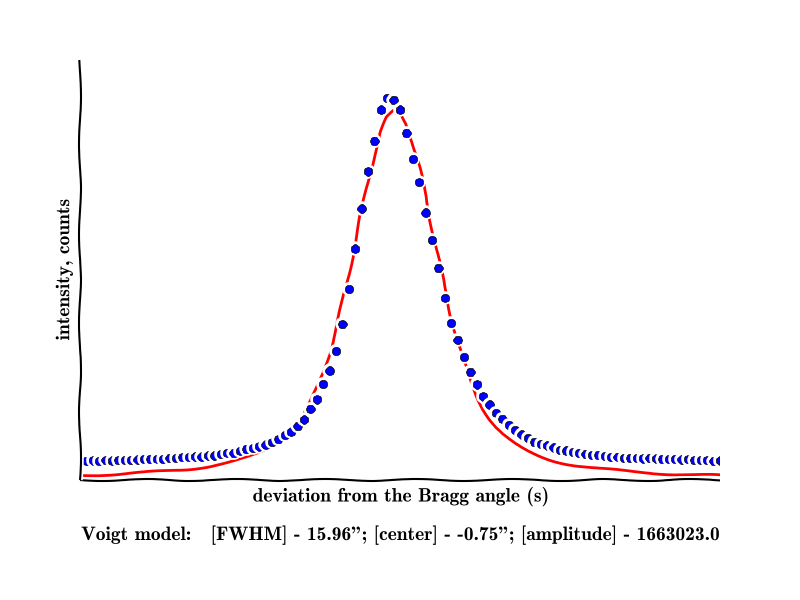 intensity, counts
deviation from the Bragg angle (s)
Voigt model: [FWHM] - 15.96”; [center] - -0.75”; [amplitude] - 1663023.0